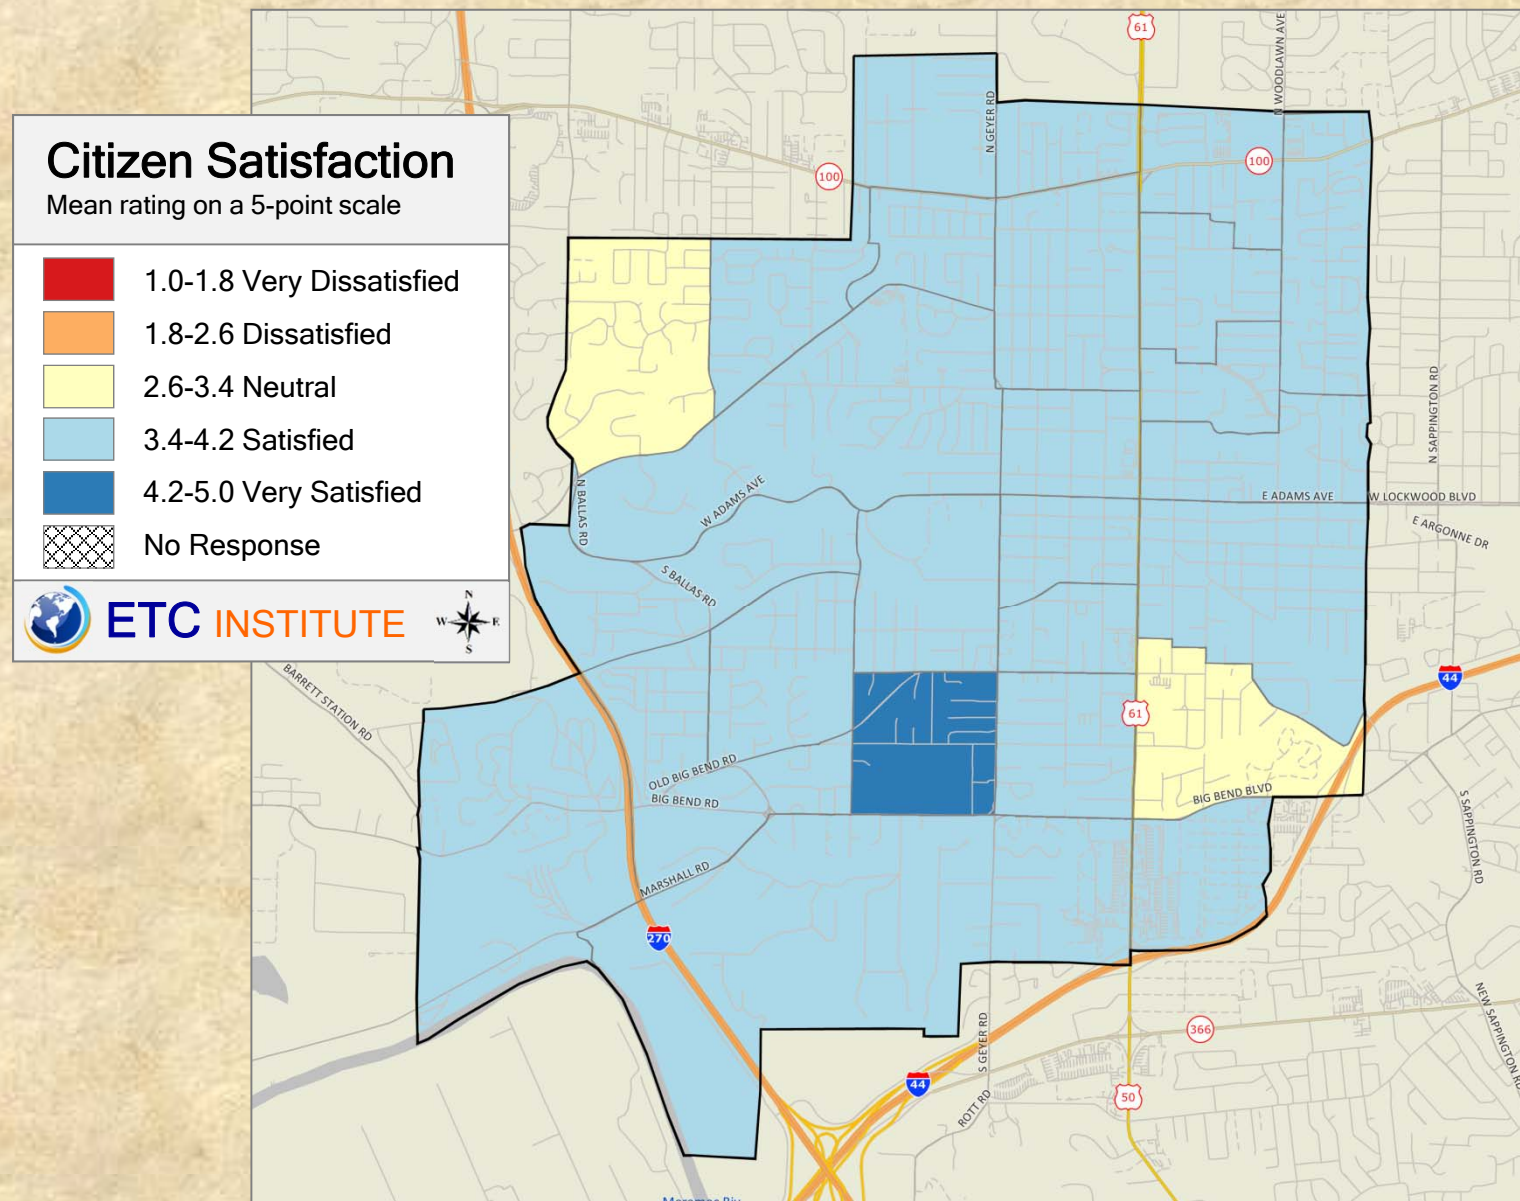 Citizen Satisfaction
Mean rating on a 5-point scale
1.0-1.8 Very Dissatisfied
1.8-2.6 Dissatisfied
2.6-3.4 Neutral
3.4-4.2 Satisfied
4.2-5.0 Very Satisfied
No Response
ETC INSTITUTE
N
W
E
S
61
N WOODLAWN AVE
N GEYER RD
100
100
N SAPPINGTON RD
N BALLAS RD
W ADAMS AVE
E ADAMS AVE
W LOCKWOOD BLVD
E ARGONNE DR
S BALLAS RD
BARRETT STATION RD
44
61
OLD BIG BEND RD
BIG BEND RD
BIG BEND BLVD
S SAPPINGTON RD
MARSHALL RD
270
NEW SAPPINGTON RD
S GEYER RD
366
44
50
ROTT RD